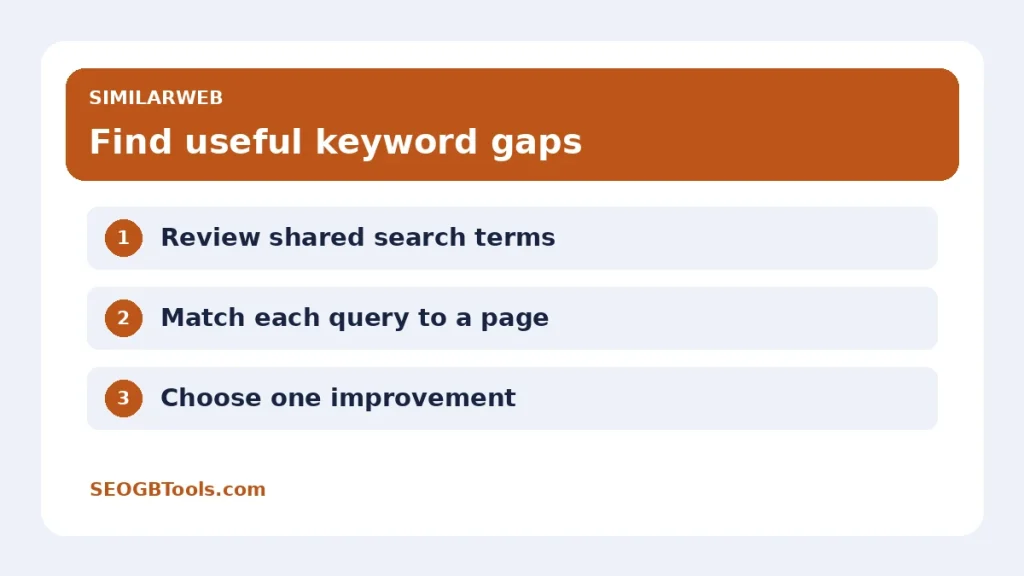 SIMILARWEB
Find useful keyword gaps
1 Review shared search terms
2 Match each query to a page
3 Choose one improvement
SEOGBTools.com